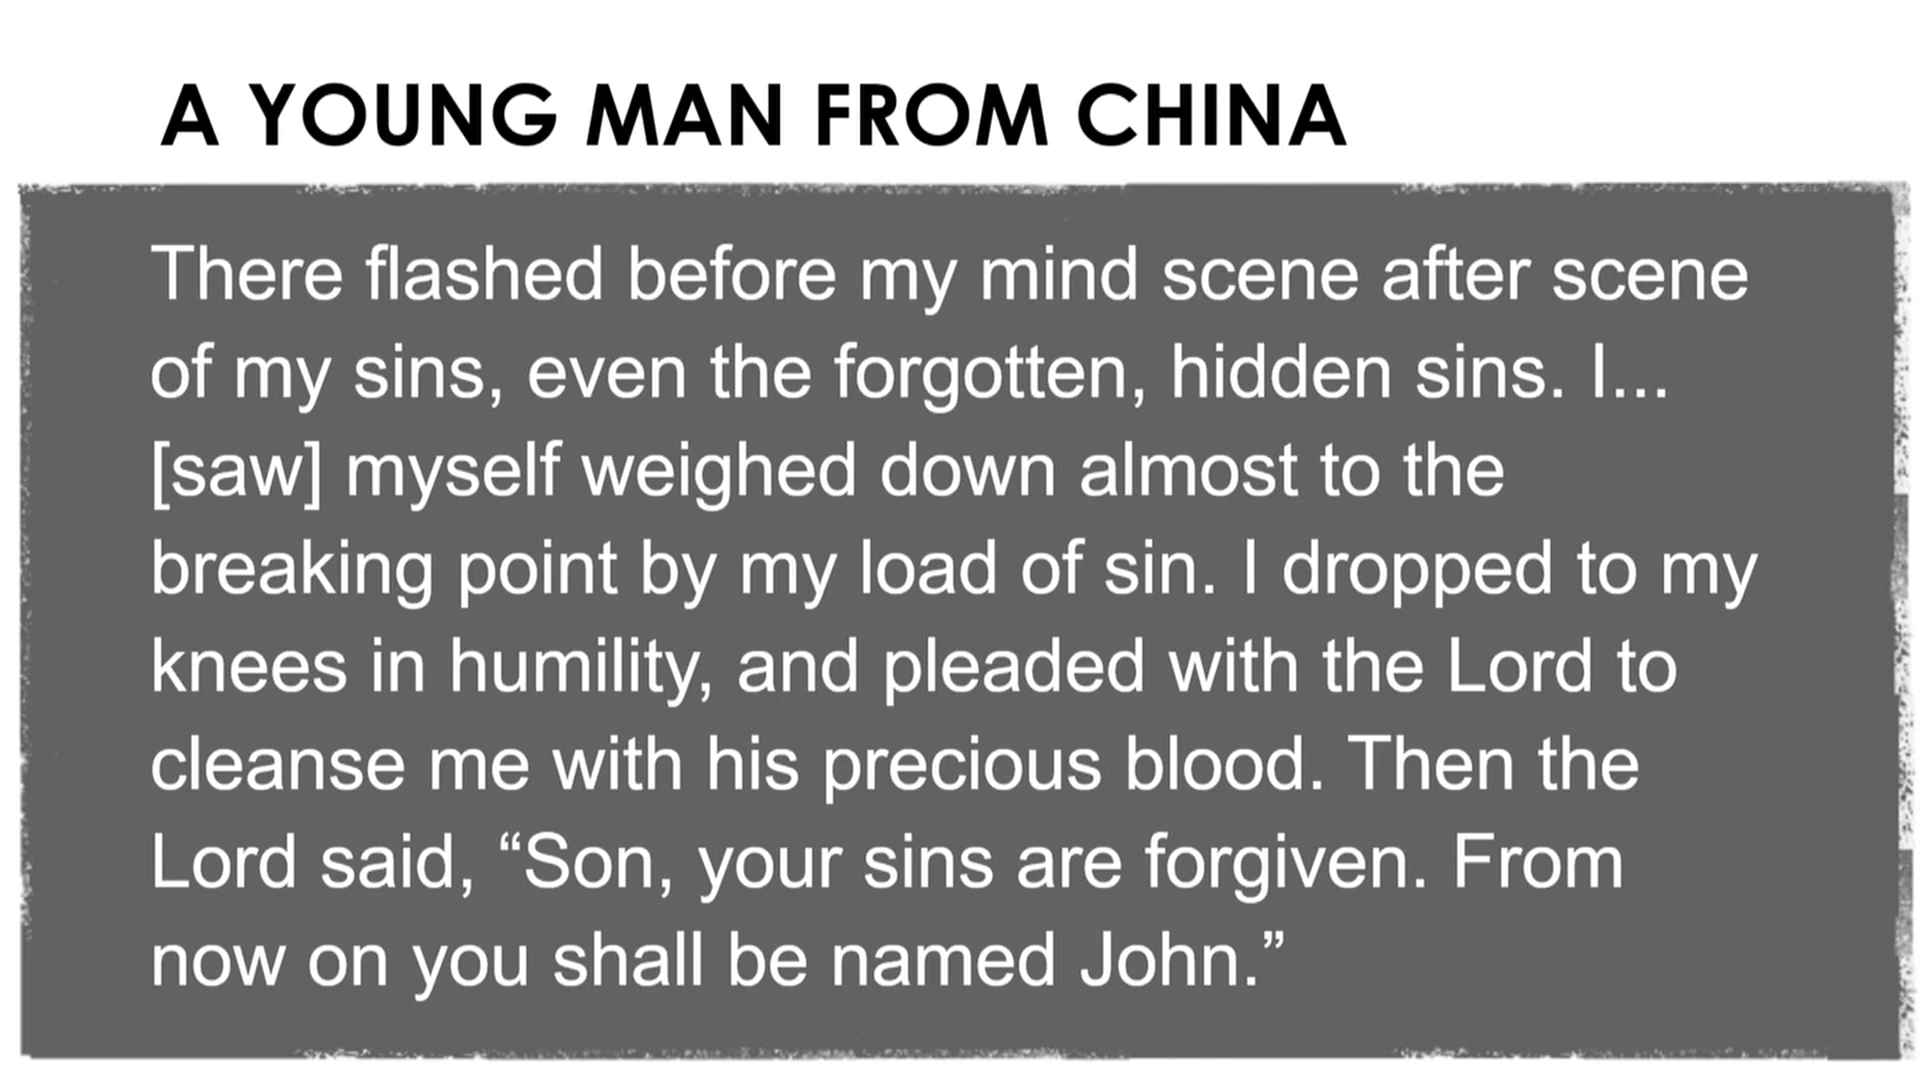 A YOUNG MAN FROM CHINA
There flashed before my mind scene after scene
of my sins, even the forgotten, hidden sins. I...
[saw] myself weighed down almost to the
breaking point by my load of sin. I dropped to my
knees in humility, and pleaded with the Lord to
cleanse me with his precious blood. Then the
Lord said, “Son, your sins are forgiven. From
now on you shall be named John.”